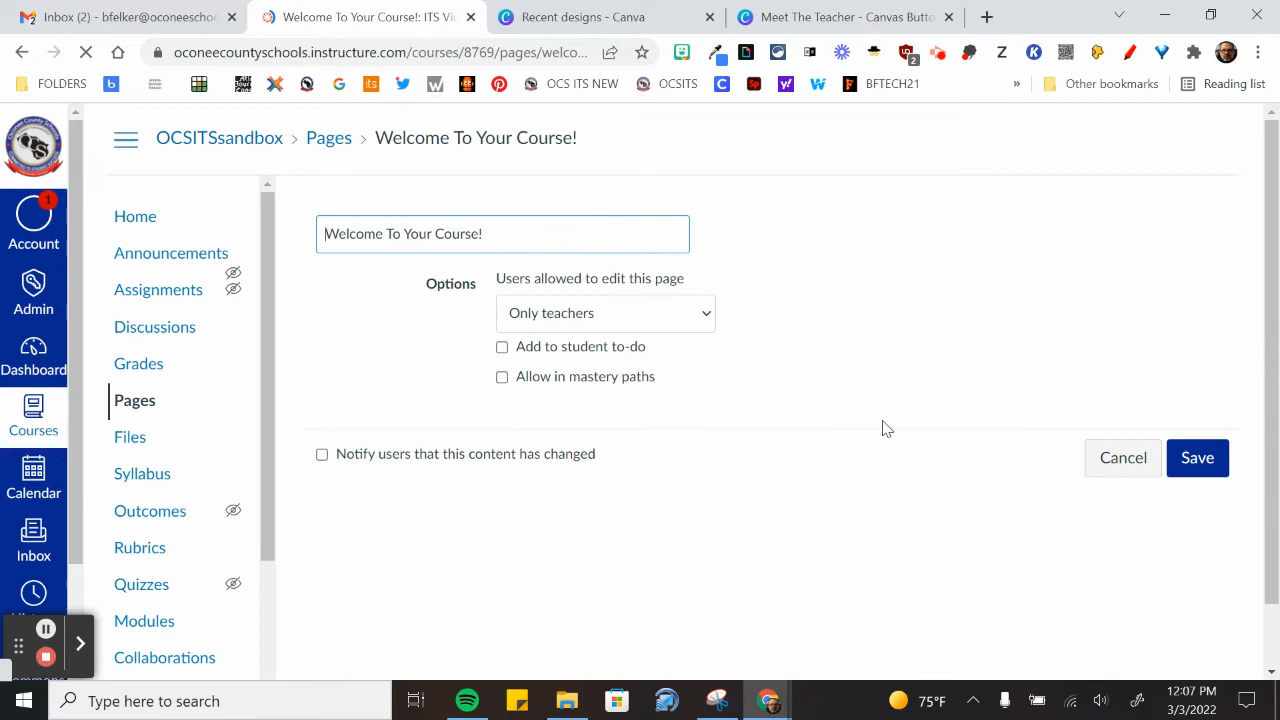 Inbox (2) - bfelker@oconeescho
Welcome To Your Course!: ITS Vi
Recent designs - Canva
Meet The Teacher - Canvas Butto
oconeecountyschools.instructure.com/courses/8769/pages/welco...
2
FOLDERS
OCS ITS NEW
OCSITS
BFTECH21
»
Other bookmarks
Reading list
OCSITSsandbox > Pages > Welcome To Your Course!
1
Account
Admin
Dashboard
Courses
Calendar
Inbox
Home
Announcements
Assignments
Discussions
Grades
Pages
Files
Syllabus
Outcomes
Rubrics
Quizzes
Modules
Collaborations
Welcome To Your Course!
Options
Users allowed to edit this page
Only teachers
Add to student to-do
Allow in mastery paths
Notify users that this content has changed
Cancel
Save
Type here to search
75°F
12:07 PM
3/3/2022